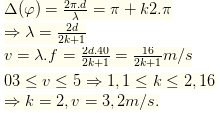 Δ(φ) = 2π.d/λ = π + k2.π
⇒ λ = 2d/(2k+1)
v = λ.f = 2d.40/(2k+1) = 16/(2k+1) m/s
03 ≤ v ≤ 5 ⇒ 1,1 ≤ k ≤ 2,16
⇒ k = 2, v = 3,2m/s.